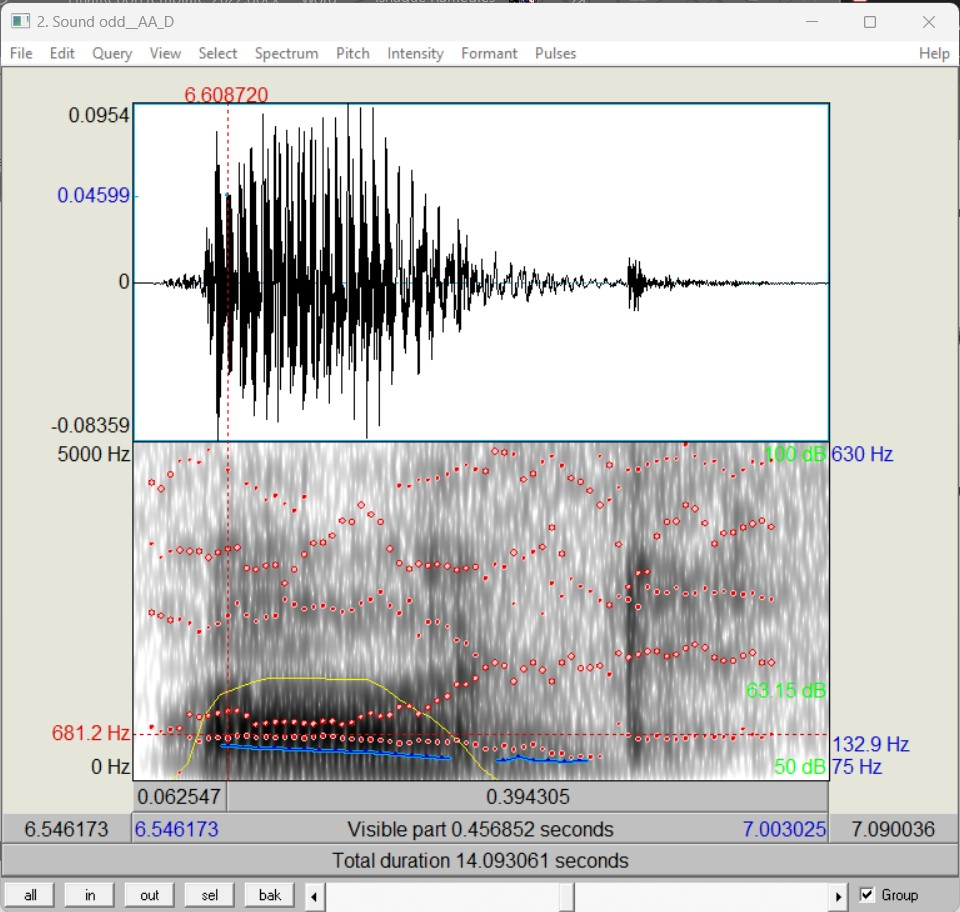 2. Sound odd__AA_D
File Edit Query View Select Spectrum Pitch Intensity Formant Pulses Help
6.608720
0.0954
0.04599
0
-0.08359
5000 Hz 100 dB 630 Hz
63.15 dB
681.2 Hz 132.9 Hz
0 Hz 50 dB 75 Hz
0.062547 0.394305
6.546173 6.546173 Visible part 0.456852 seconds 7.003025 7.090036
Total duration 14.093061 seconds
all in out sel bak Group